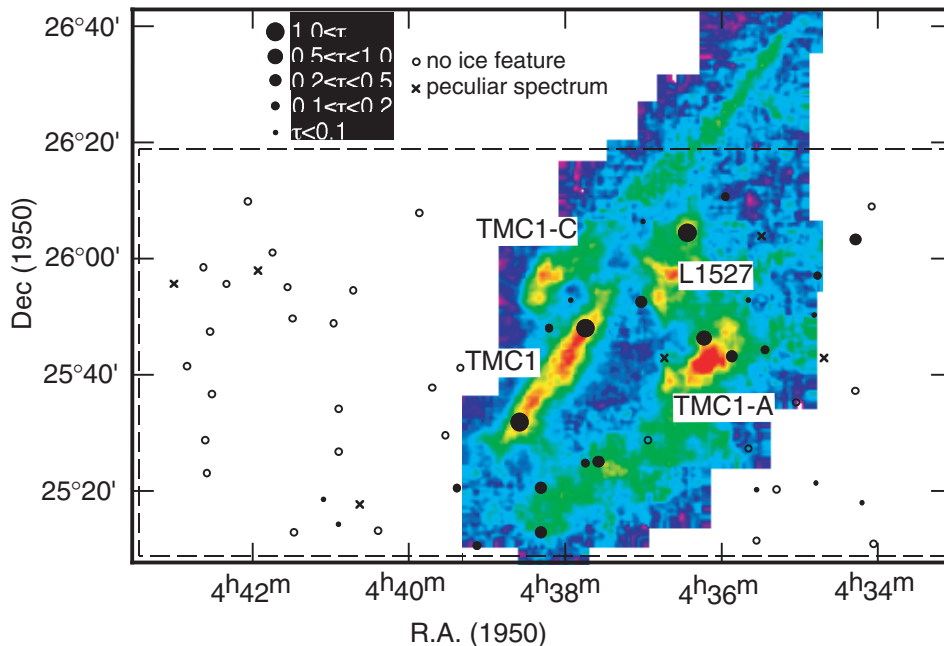 26°40'
26°20'
26°00'
25°40'
25°20'
Dec (1950)
1.0<τ
0.5<τ<1.0
0.2<τ<0.5
0.1<τ<0.2
τ<0.1
no ice feature
peculiar spectrum
TMC1-C
L1527
TMC1
TMC1-A
4h42m
4h40m
4h38m
4h36m
4h34m
R.A. (1950)